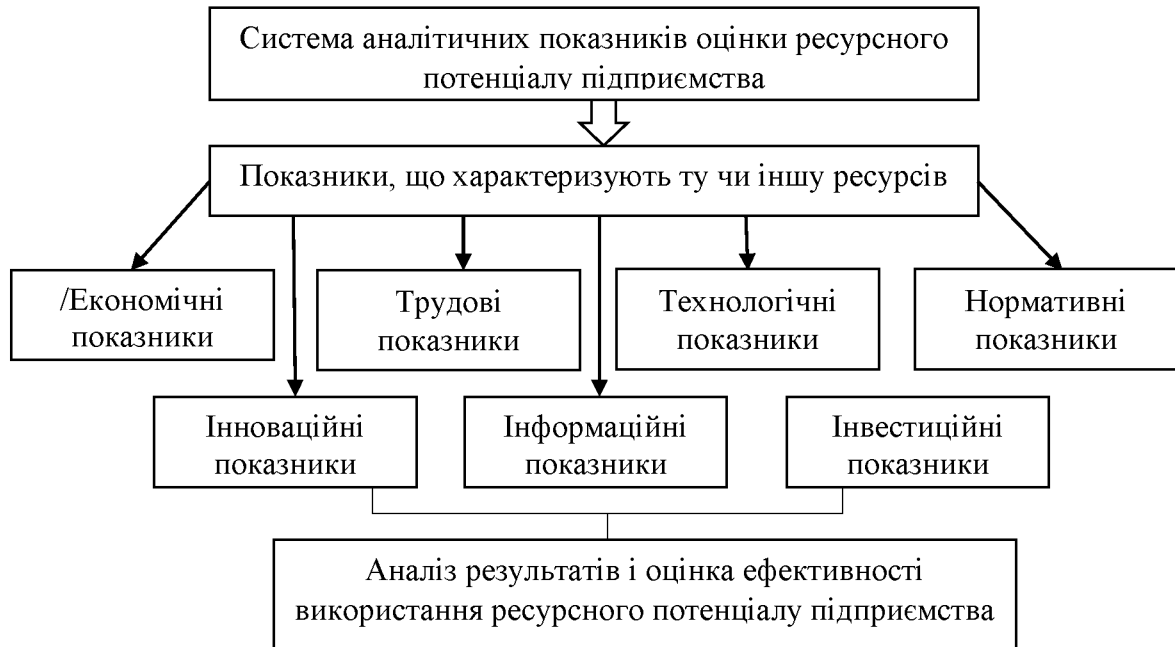 Система аналітичних показників оцінки ресурсного
потенціалу підприємства
Показники, що характеризують ту чи іншу ресурсів
/Економічні
показники
Трудові
показники
Технологічні
показники
Нормативні
показники
Інноваційні
показники
Інформаційні
показники
Інвестиційні
показники
Аналіз результатів і оцінка ефективності
використання ресурсного потенціалу підприємства